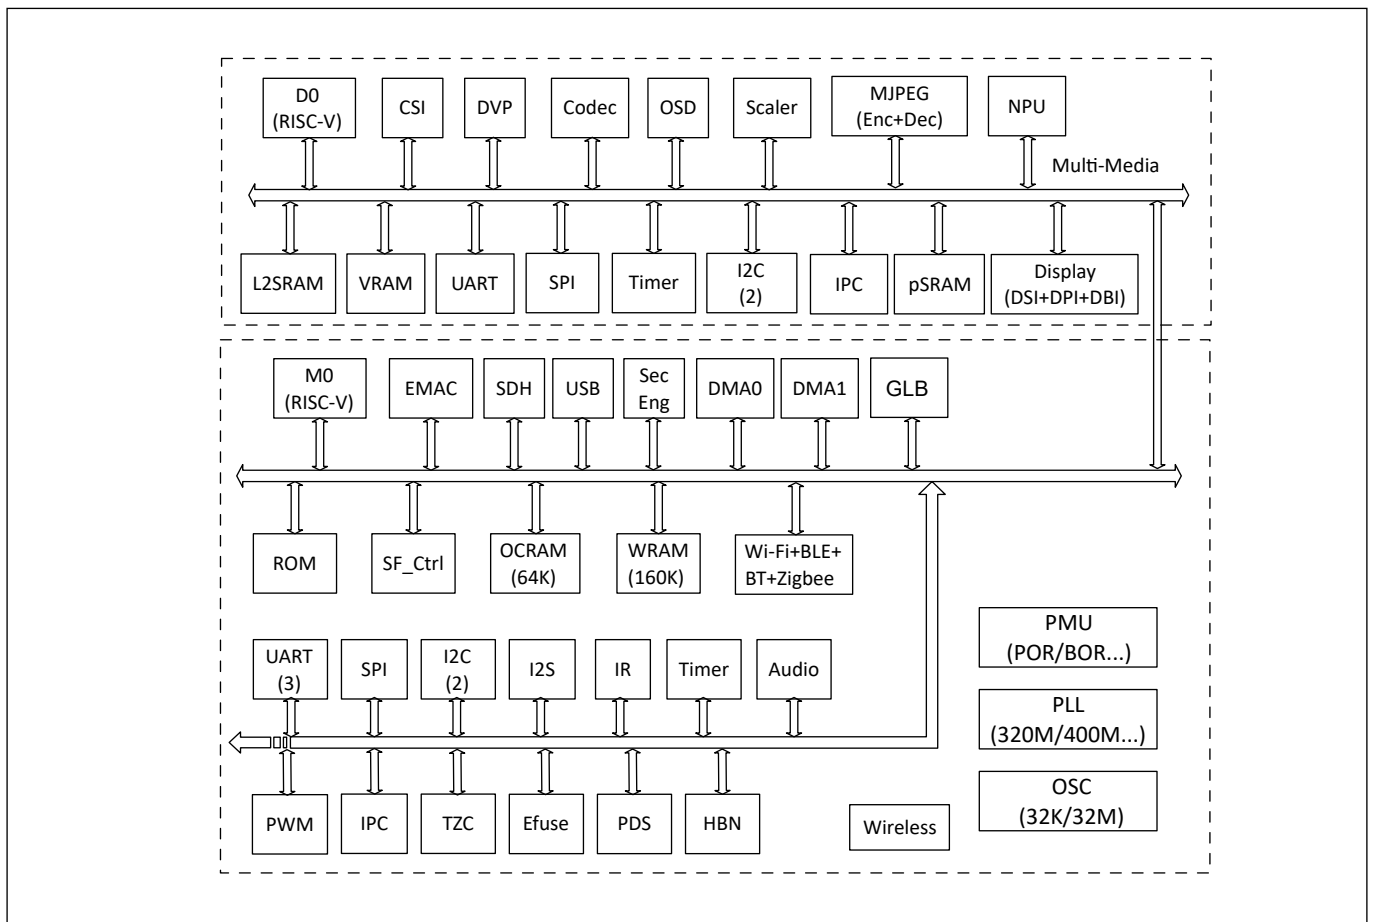 D0
(RISC-V)
CSI
DVP
Codec
OSD
Scaler
MJPEG
(Enc+Dec)
NPU
Multi-Media
L2SRAM
VRAM
UART
SPI
Timer
I2C
(2)
IPC
pSRAM
Display
(DSI+DPI+DBI)
M0
(RISC-V)
EMAC
SDH
USB
Sec
Eng
DMA0
DMA1
GLB
ROM
SF_Ctrl
OCRAM
(64K)
WRAM
(160K)
Wi-Fi+BLE+
BT+Zigbee
UART
(3)
SPI
I2C
(2)
I2S
IR
Timer
Audio
PMU
(POR/BOR...)
PLL
(320M/400M...)
OSC
(32K/32M)
PWM
IPC
TZC
Efuse
PDS
HBN
Wireless